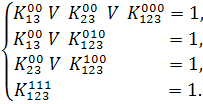 K₁₃⁰⁰ V K₂₃⁰⁰ V K₁₂₃⁰⁰⁰ = 1,
K₁₃⁰⁰ V K₁₂₃⁰¹⁰ = 1,
K₂₃⁰⁰ V K₁₂₃¹⁰⁰ = 1,
K₁₂₃¹¹¹ = 1.